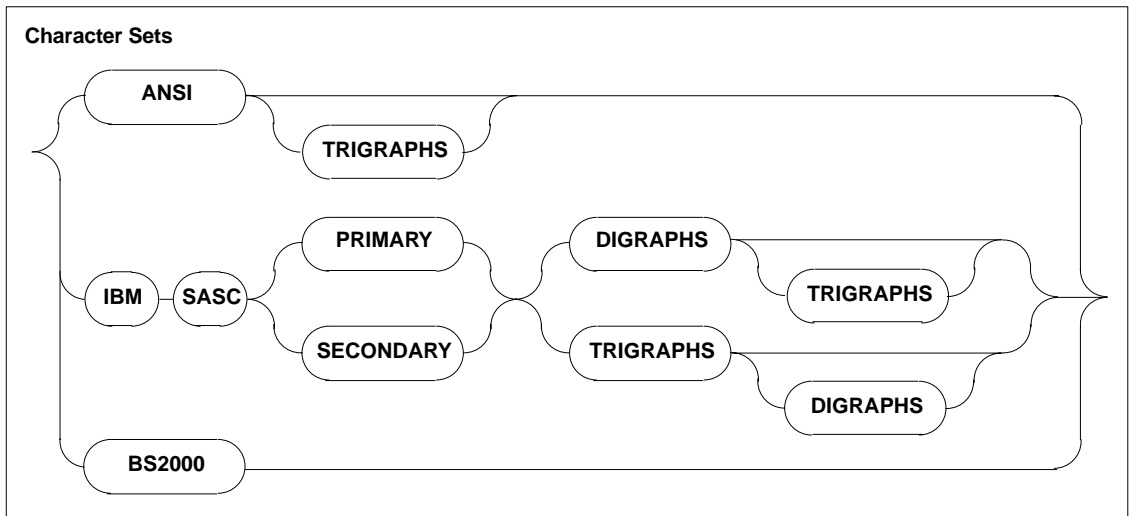 Character Sets
ANSI
TRIGRAPHS
PRIMARY
DIGRAPHS
TRIGRAPHS
IBM
SASC
SECONDARY
TRIGRAPHS
DIGRAPHS
BS2000